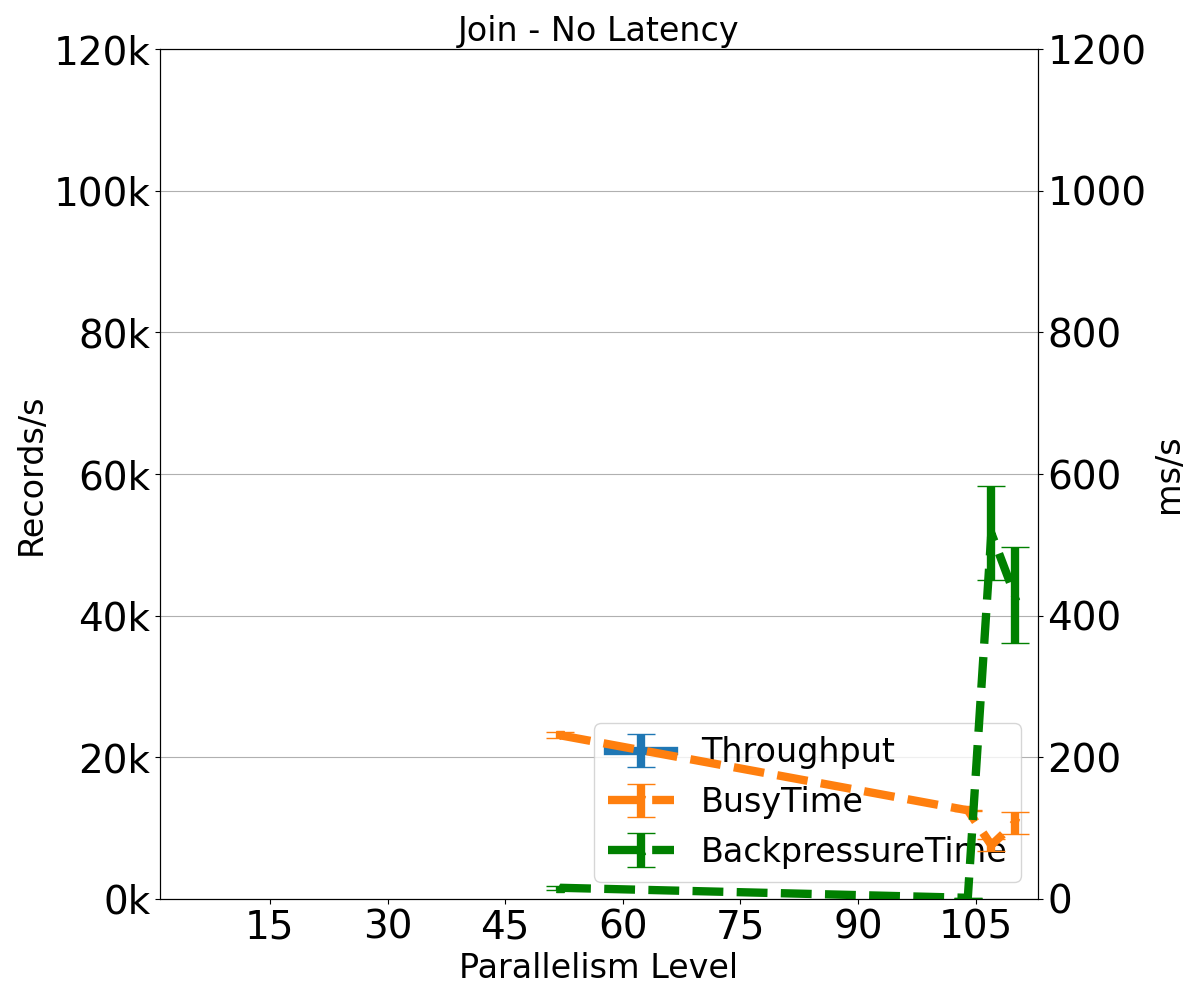 Join - No Latency
120k
100k
80k
60k
40k
20k
0k
Records/s
1200
1000
800
600
400
200
0
ms/s
Throughput
BusyTime
BackpressureTime
15 30 45 60 75 90 105
Parallelism Level